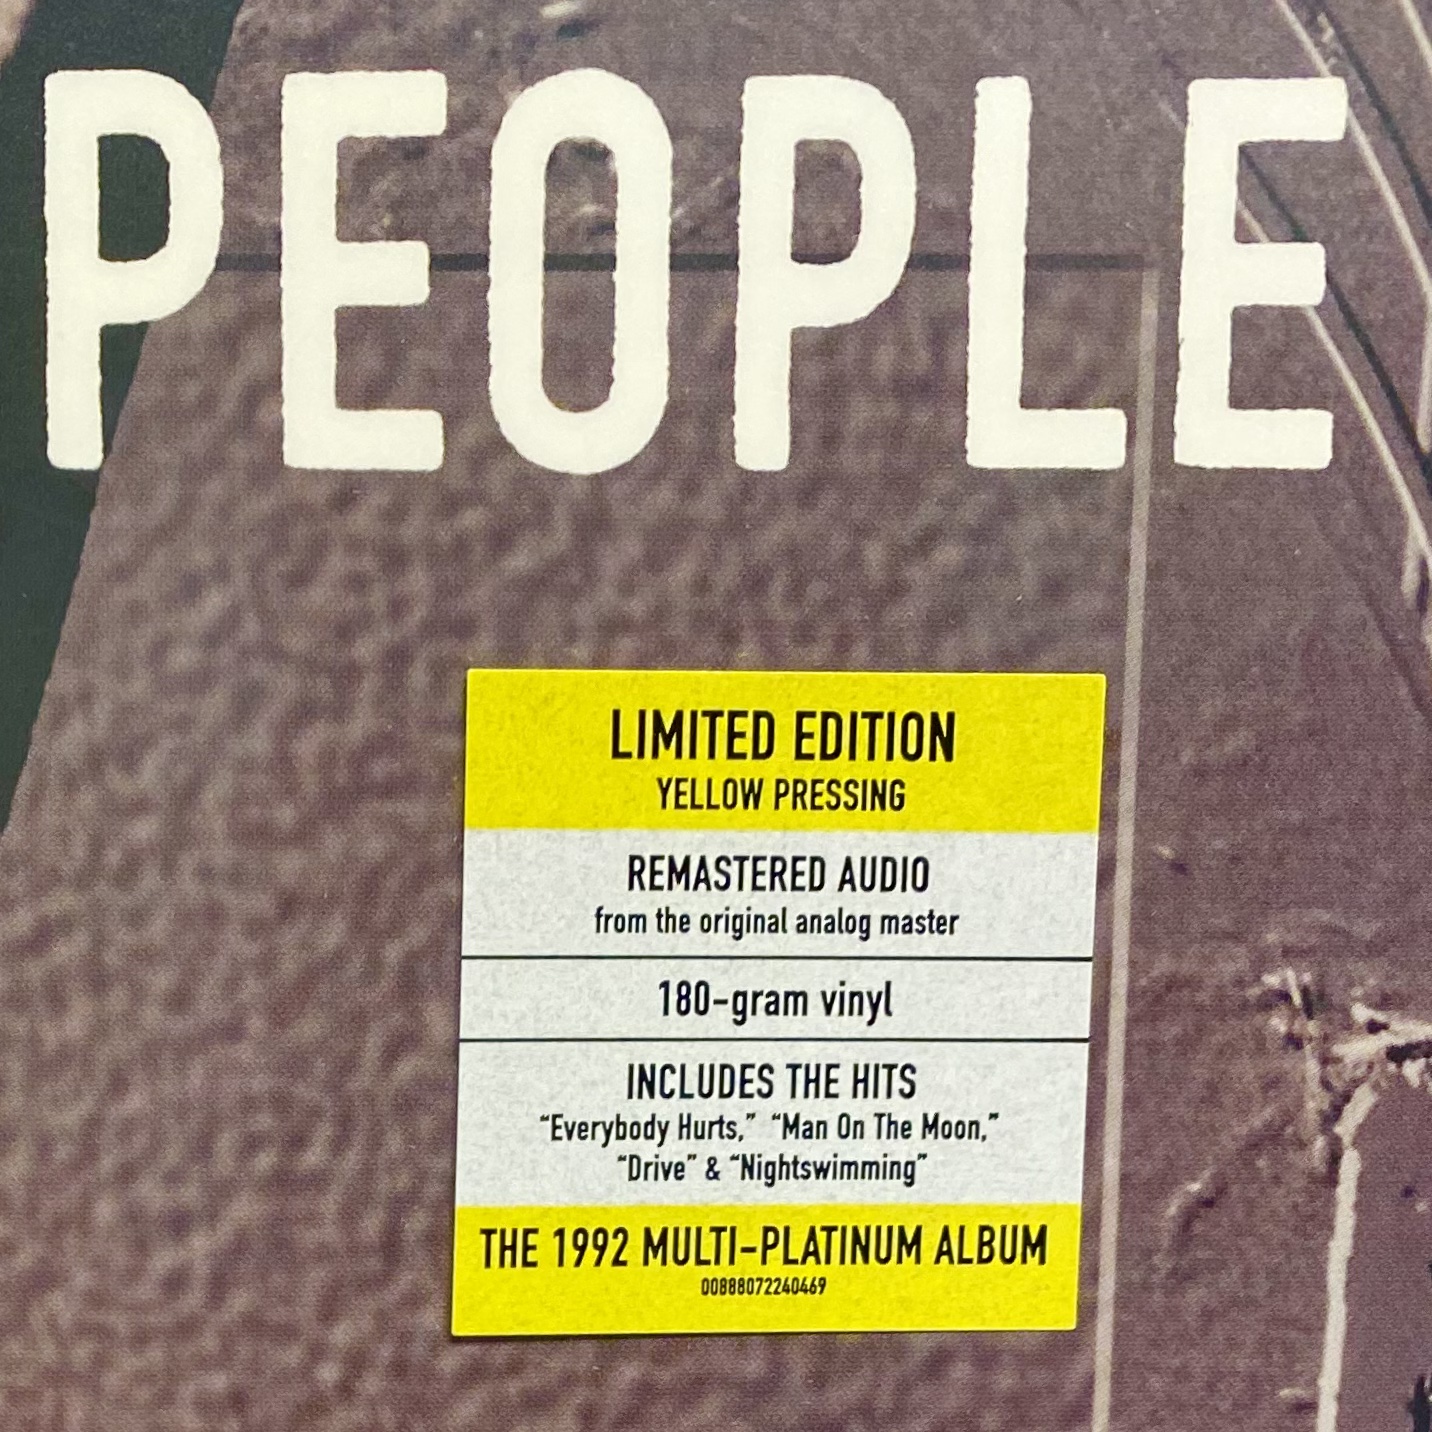 PEOPLE
LIMITED EDITION
YELLOW PRESSING
REMASTERED AUDIO
from the original analog master
180-gram vinyl
INCLUDES THE HITS
“Everybody Hurts,” “Man On The Moon,”
“Drive” & “Nightswimming”
THE 1992 MULTI-PLATINUM ALBUM
00888072240469